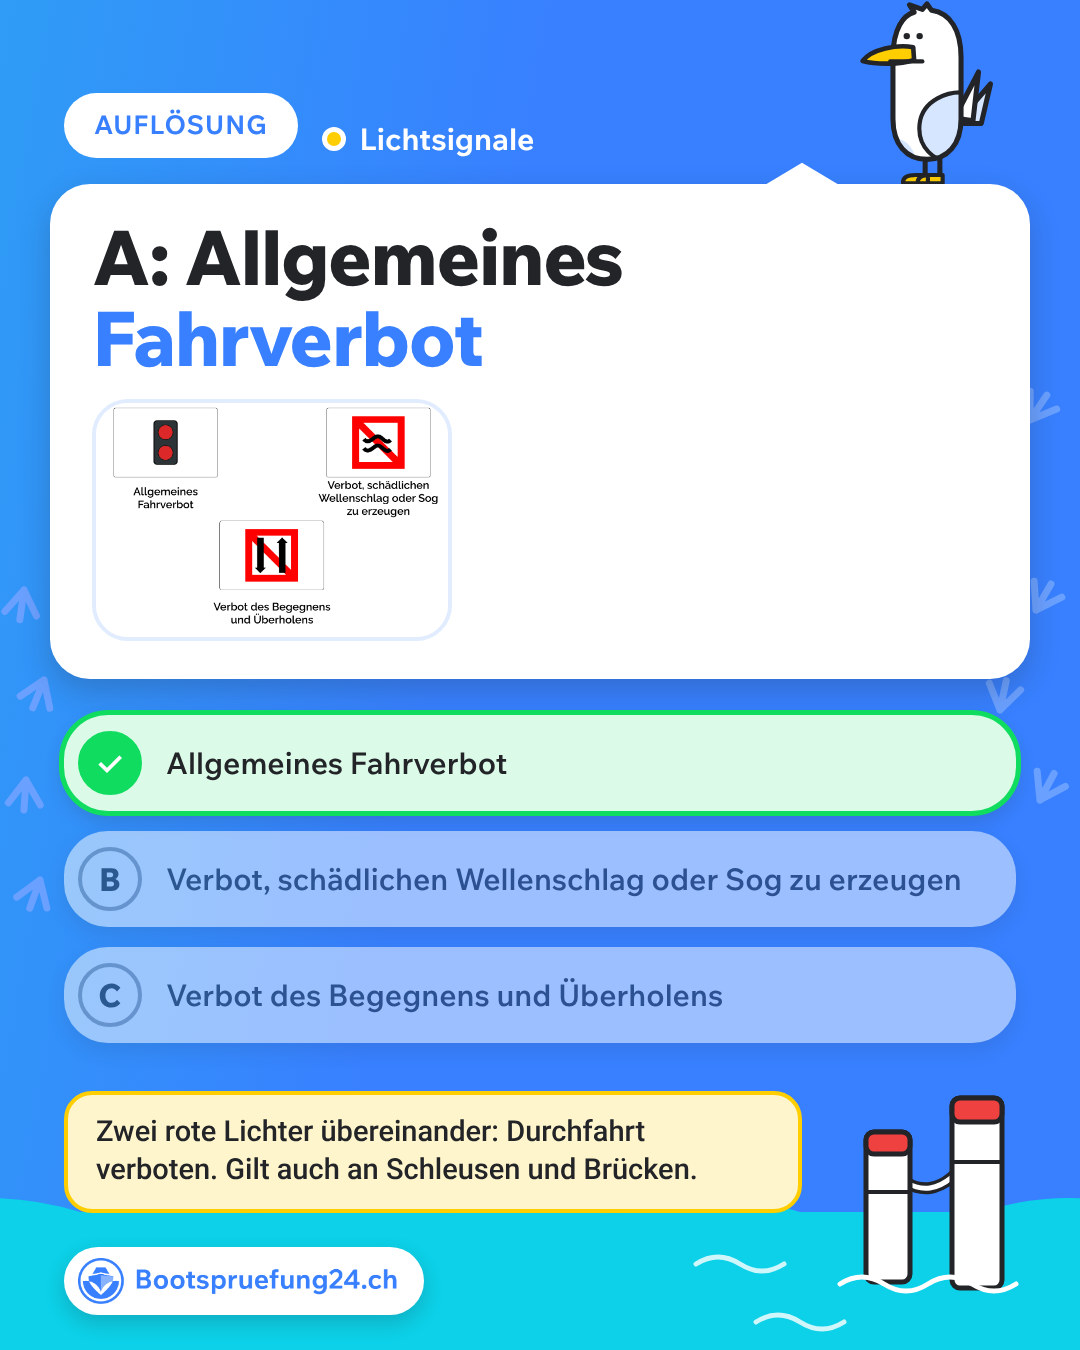 AUFLÖSUNG
Lichtsignale
A: Allgemeines
Fahrverbot
Allgemeines
Fahrverbot
Verbot, schädlichen
Wellenschlag oder Sog
zu erzeugen
Verbot des Begegnens
und Überholens
Allgemeines Fahrverbot
B Verbot, schädlichen Wellenschlag oder Sog zu erzeugen
C Verbot des Begegnens und Überholens
Zwei rote Lichter übereinander: Durchfahrt
verboten. Gilt auch an Schleusen und Brücken.
Bootspruefung24.ch